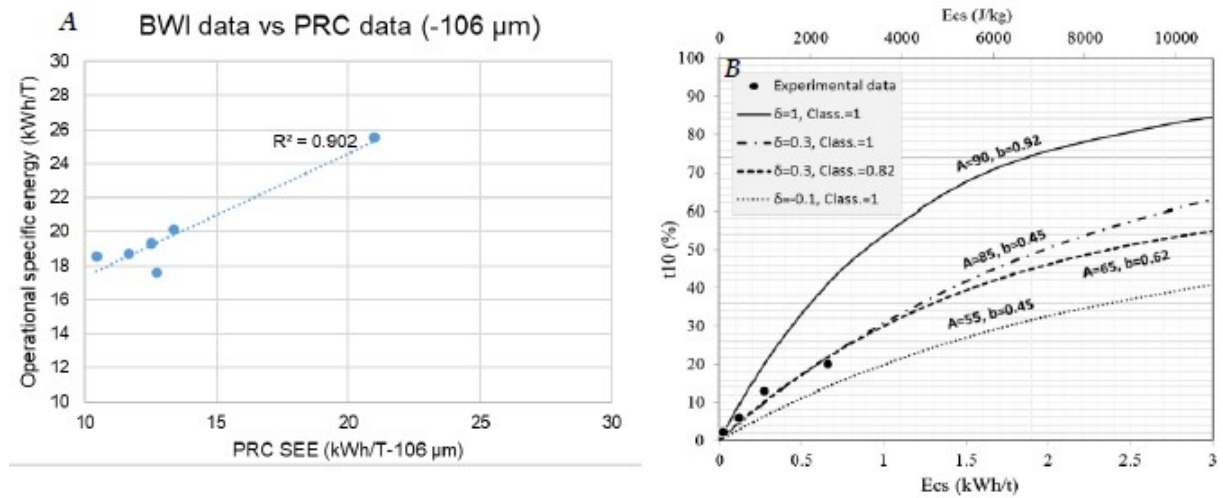 A
BWI data vs PRC data (-106 µm)
Operational specific energy (kWh/T)
30
28
26
24
22
20
18
16
14
12
10
R² = 0.902
10
15
20
25
30
PRC SEE (kWh/T-106 µm)
Ecs (J/kg)
0
2000
4000
6000
8000
10000
B
t10 (%)
100
90
80
70
60
50
40
30
20
10
0
Experimental data
δ=1, Class.=1
δ=0.3, Class.=1
δ=0.3, Class.=0.82
δ=-0.1, Class.=1
A=90, b=0.92
A=85, b=0.45
A=65, b=0.62
A=55, b=0.45
0
0.5
1
1.5
2
2.5
3
Ecs (kWh/t)